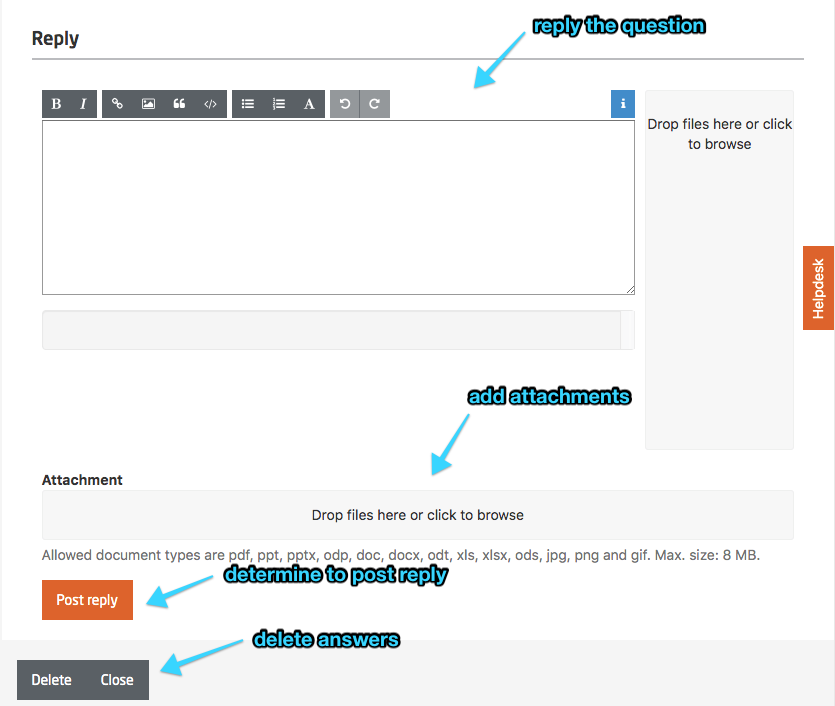 reply the question
Reply
B I A i
Drop files here or click
to browse
Helpdesk
add attachments
Attachment
Drop files here or click to browse
Allowed document types are pdf, ppt, pptx, odp, doc, docx, odt, xls, xlsx, ods, jpg, png and gif. Max. size: 8 MB.
determine to post reply
Post reply
delete answers
Delete Close